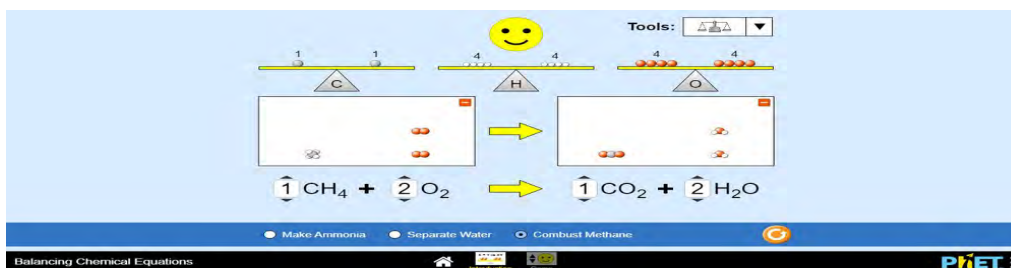 Tools:
1 1 4 4 4 4
C H O
1 CH₄ + 2 O₂ 1 CO₂ + 2 H₂O
Make Ammonia Separate Water Combust Methane
Balancing Chemical Equations PhET